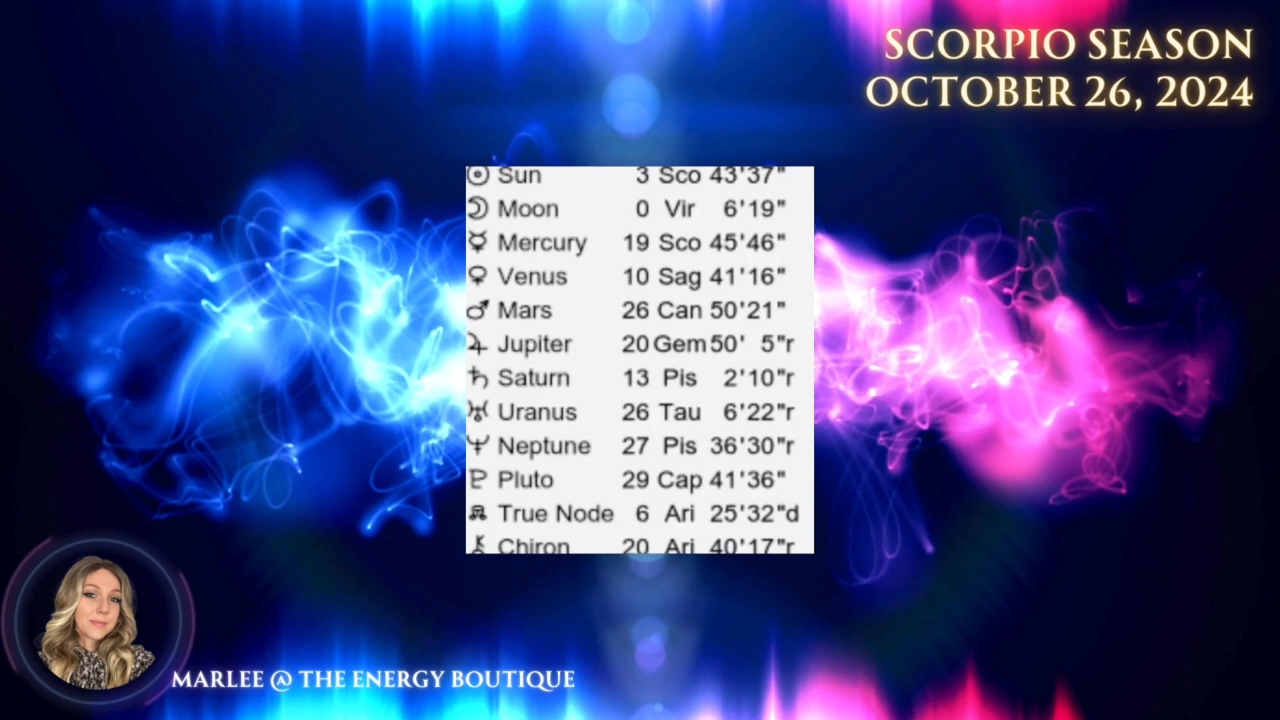 SCORPIO SEASON
OCTOBER 26, 2024
☉ Sun 3 Sco 43'37"
☽ Moon 0 Vir 6'19"
☿ Mercury 19 Sco 45'46"
♀ Venus 10 Sag 41'16"
♂ Mars 26 Can 50'21"
♃ Jupiter 20 Gem 50' 5"r
♄ Saturn 13 Pis 2'10"r
♅ Uranus 26 Tau 6'22"r
♆ Neptune 27 Pis 36'30"r
♇ Pluto 29 Cap 41'36"
☊ True Node 6 Ari 25'32"d
⚷ Chiron 20 Ari 40'17"r
MARLEE @ THE ENERGY BOUTIQUE